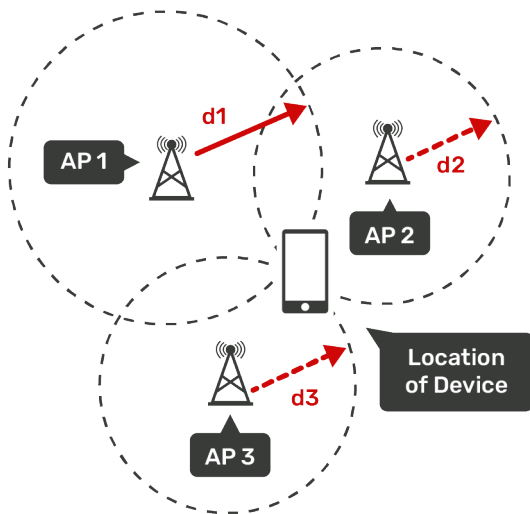 d1
AP 1
d2
AP 2
Location
of Device
d3
AP 3